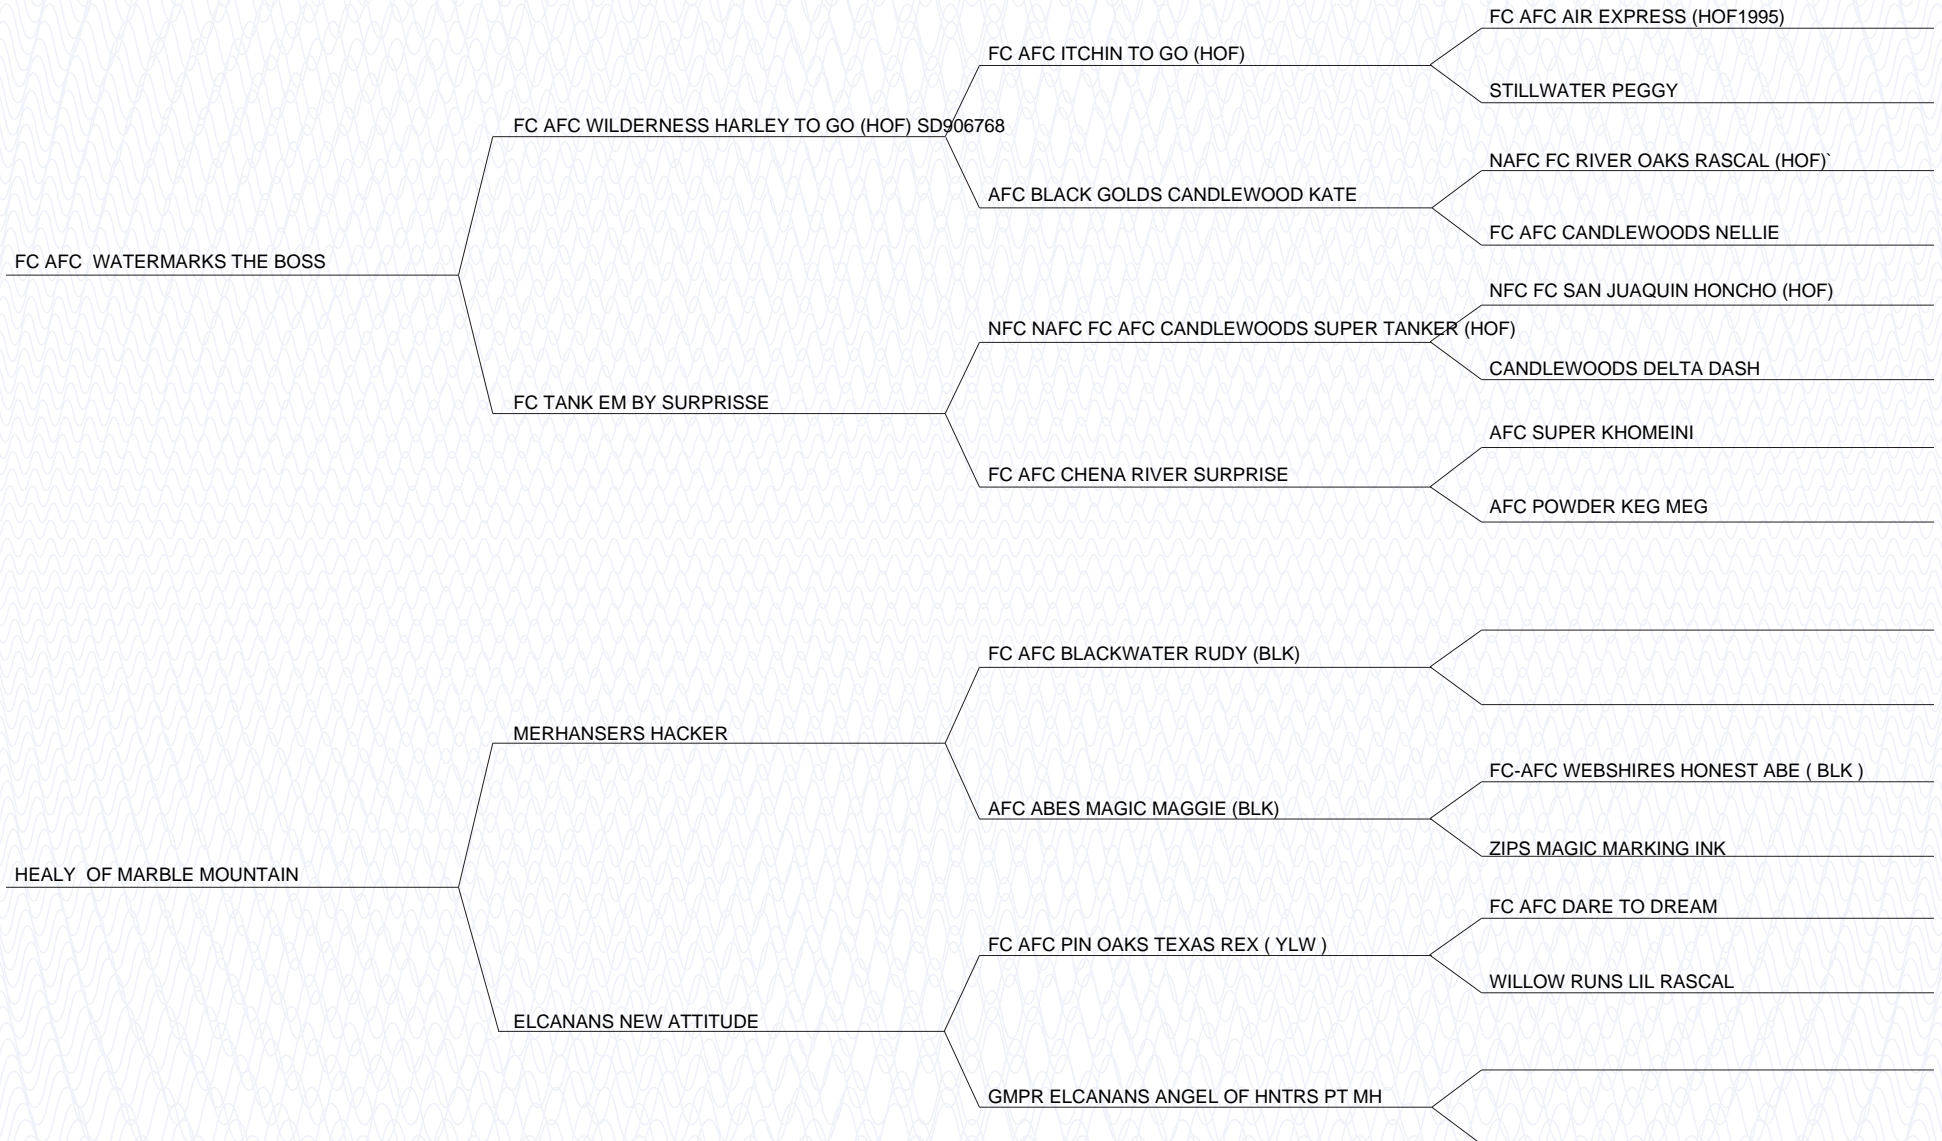 FC AFC AIR EXPRESS (HOF1995)
FC AFC ITCHIN TO GO (HOF)
STILLWATER PEGGY
FC AFC WILDERNESS HARLEY TO GO (HOF) SD906768
NAFC FC RIVER OAKS RASCAL (HOF)`
AFC BLACK GOLDS CANDLEWOOD KATE
FC AFC CANDLEWOODS NELLIE
FC AFC  WATERMARKS THE BOSS
NFC FC SAN JUAQUIN HONCHO (HOF)
NFC NAFC FC AFC CANDLEWOODS SUPER TANKER (HOF)
CANDLEWOODS DELTA DASH
FC TANK EM BY SURPRISSE
AFC SUPER KHOMEINI
FC AFC CHENA RIVER SURPRISE
AFC POWDER KEG MEG
FC AFC BLACKWATER RUDY (BLK)
MERHANSERS HACKER
FC-AFC WEBSHIRES HONEST ABE ( BLK )
AFC ABES MAGIC MAGGIE (BLK)
ZIPS MAGIC MARKING INK
HEALY  OF MARBLE MOUNTAIN
FC AFC DARE TO DREAM
FC AFC PIN OAKS TEXAS REX ( YLW )
WILLOW RUNS LIL RASCAL
ELCANANS NEW ATTITUDE
GMPR ELCANANS ANGEL OF HNTRS PT MH